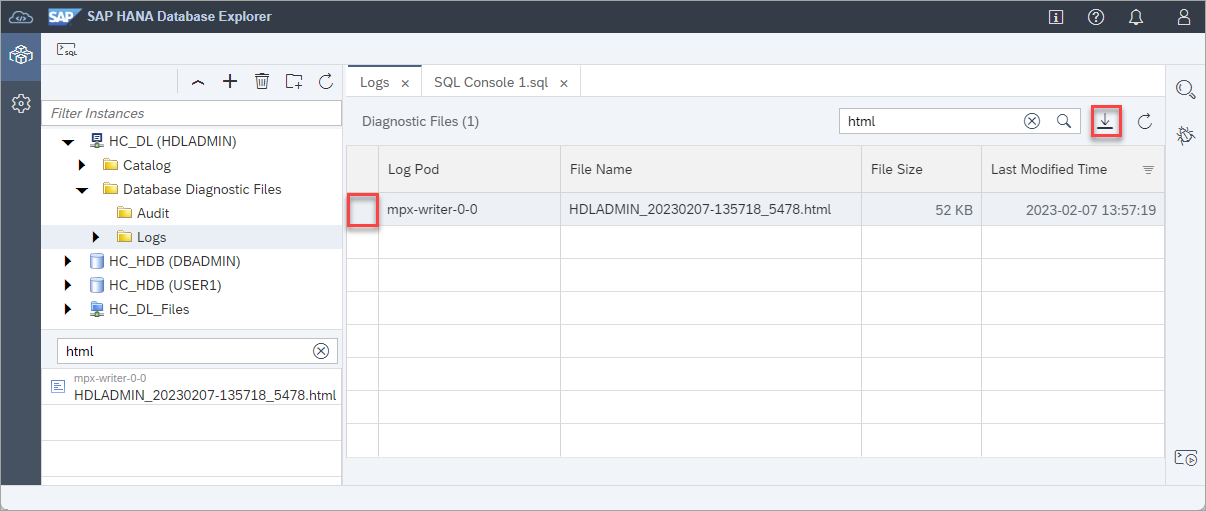 SAP SAP HANA Database Explorer
SQL
Filter Instances
HC_DL (HDLADMIN)
Catalog
Database Diagnostic Files
Audit
Logs
HC_HDB (DBADMIN)
HC_HDB (USER1)
HC_DL_Files
html
mpx-writer-0-0
HDLADMIN_20230207-135718_5478.html
Logs × SQL Console 1.sql ×
Diagnostic Files (1) html
Log Pod File Name File Size Last Modified Time
mpx-writer-0-0 HDLADMIN_20230207-135718_5478.html 52 KB 2023-02-07 13:57:19